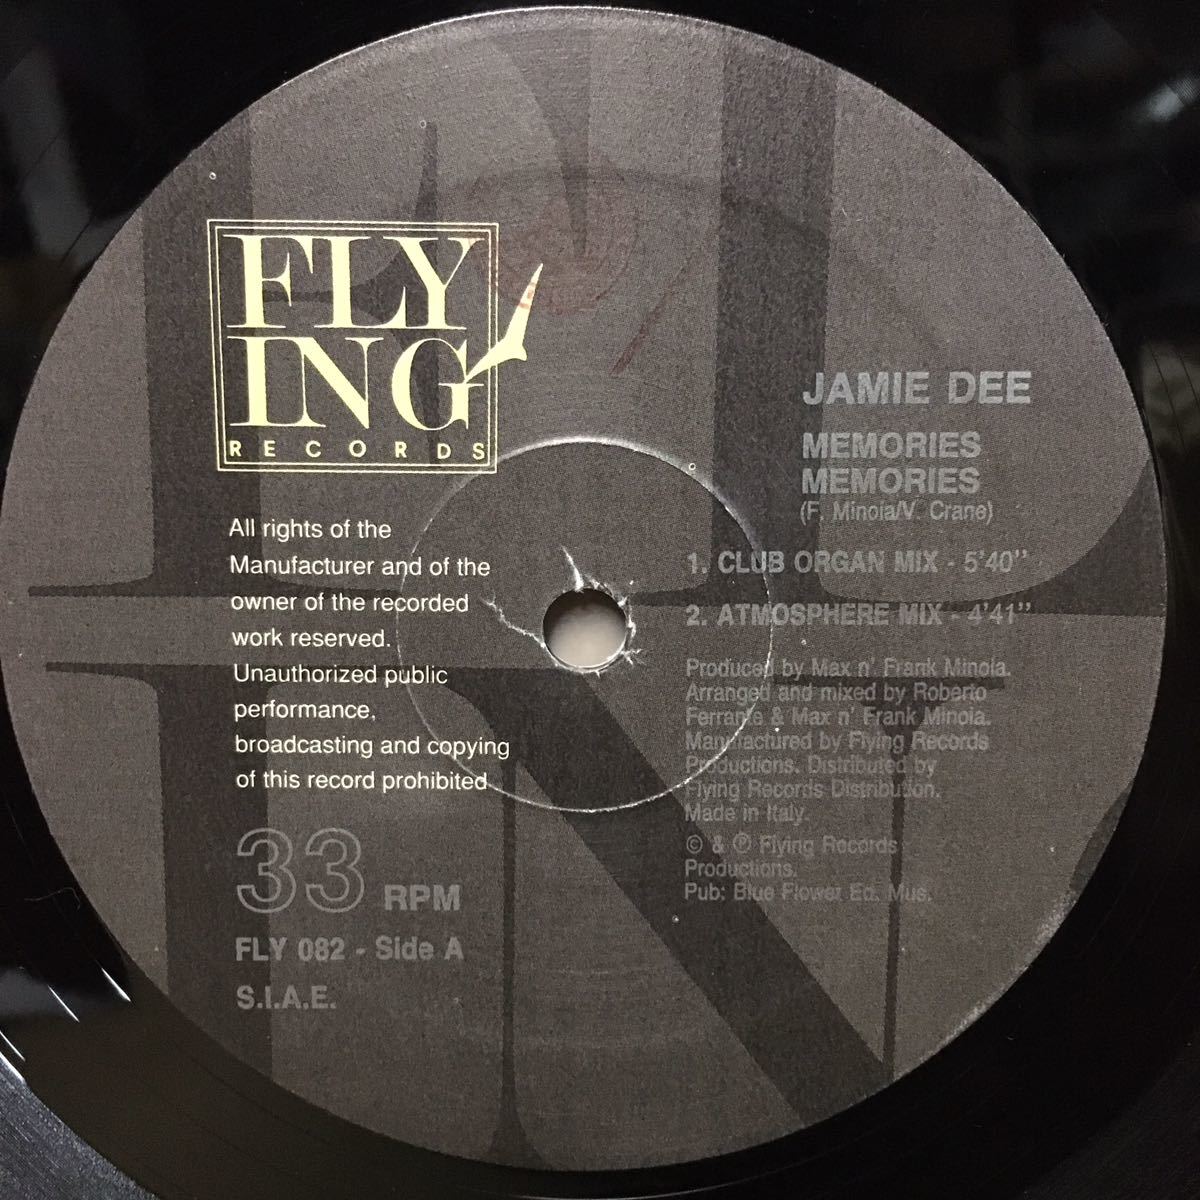 FLY
ING
RECORDS
All rights of the
Manufacturer and of the
owner of the recorded
work reserved.
Unauthorized public
performance,
broadcasting and copying
of this record prohibited
33 RPM
FLY 082 - Side A
S.I.A.E.
JAMIE DEE
MEMORIES
MEMORIES
(F. Minoia/V. Crane)
1. CLUB ORGAN MIX - 5'40"
2. ATMOSPHERE MIX - 4'41"
Produced by Max n' Frank Minoia.
Arranged and mixed by Roberto
Ferrante & Max n' Frank Minoia.
Manufactured by Flying Records
Productions. Distributed by
Flying Records Distribution.
Made in Italy.
© & ℗ Flying Records
Productions.
Pub: Blue Flower Ed. Mus.